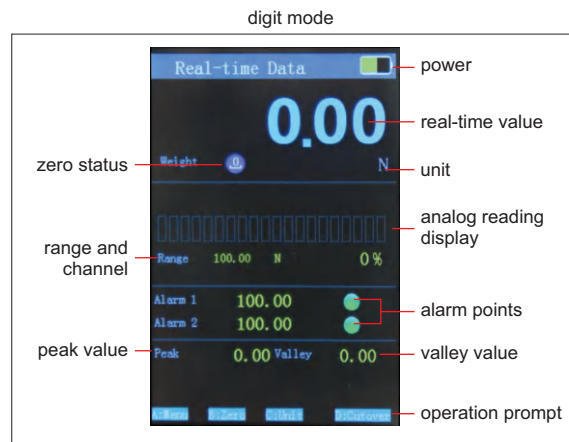 digit mode
Real-time Data
power
0.00
real-time value
zero status
Weight
0
N
unit
analog reading
display
range and
channel
Range 100.00 N 0%
Alarm 1 100.00
Alarm 2 100.00
alarm points
peak value
Peak 0.00 Valley 0.00
valley value
A:Menu B:Zero C:Unit D:Cutover
operation prompt